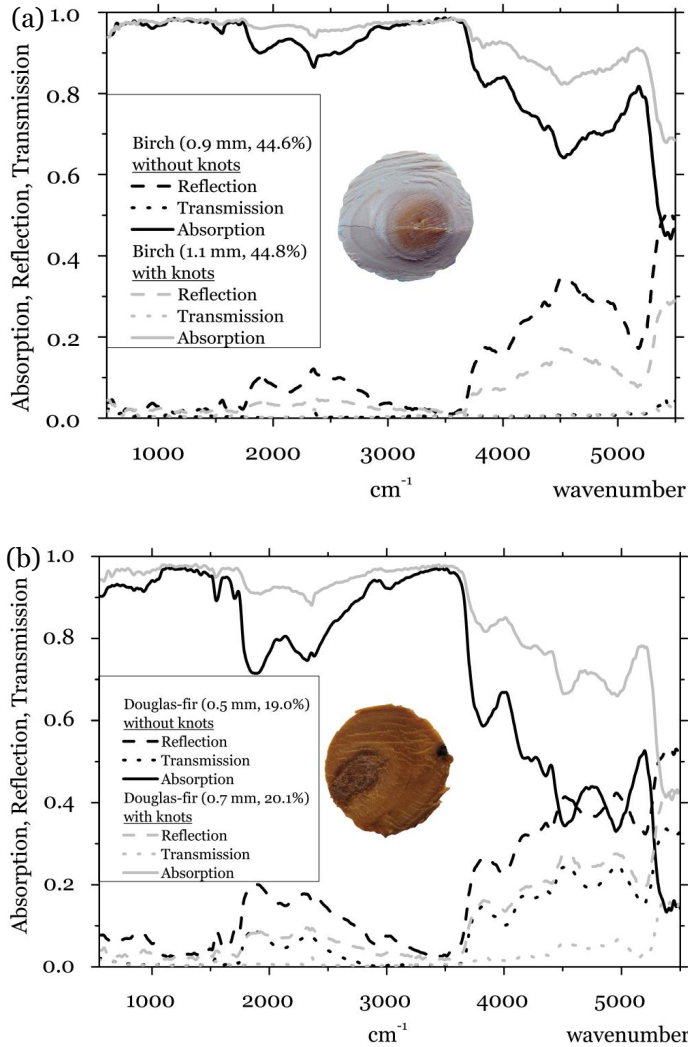 (a)
Absorption, Reflection, Transmission
1.0
0.8
0.6
0.4
0.2
0.0
Birch (0.9 mm, 44.6%)
without knots
Reflection
Transmission
Absorption
Birch (1.1 mm, 44.8%)
with knots
Reflection
Transmission
Absorption
1000 2000 3000 4000 5000
cm-1 wavenumber
(b)
Absorption, Reflection, Transmission
1.0
0.8
0.6
0.4
0.2
0.0
Douglas-fir (0.5 mm, 19.0%)
without knots
Reflection
Transmission
Absorption
Douglas-fir (0.7 mm, 20.1%)
with knots
Reflection
Transmission
Absorption
1000 2000 3000 4000 5000
cm-1 wavenumber